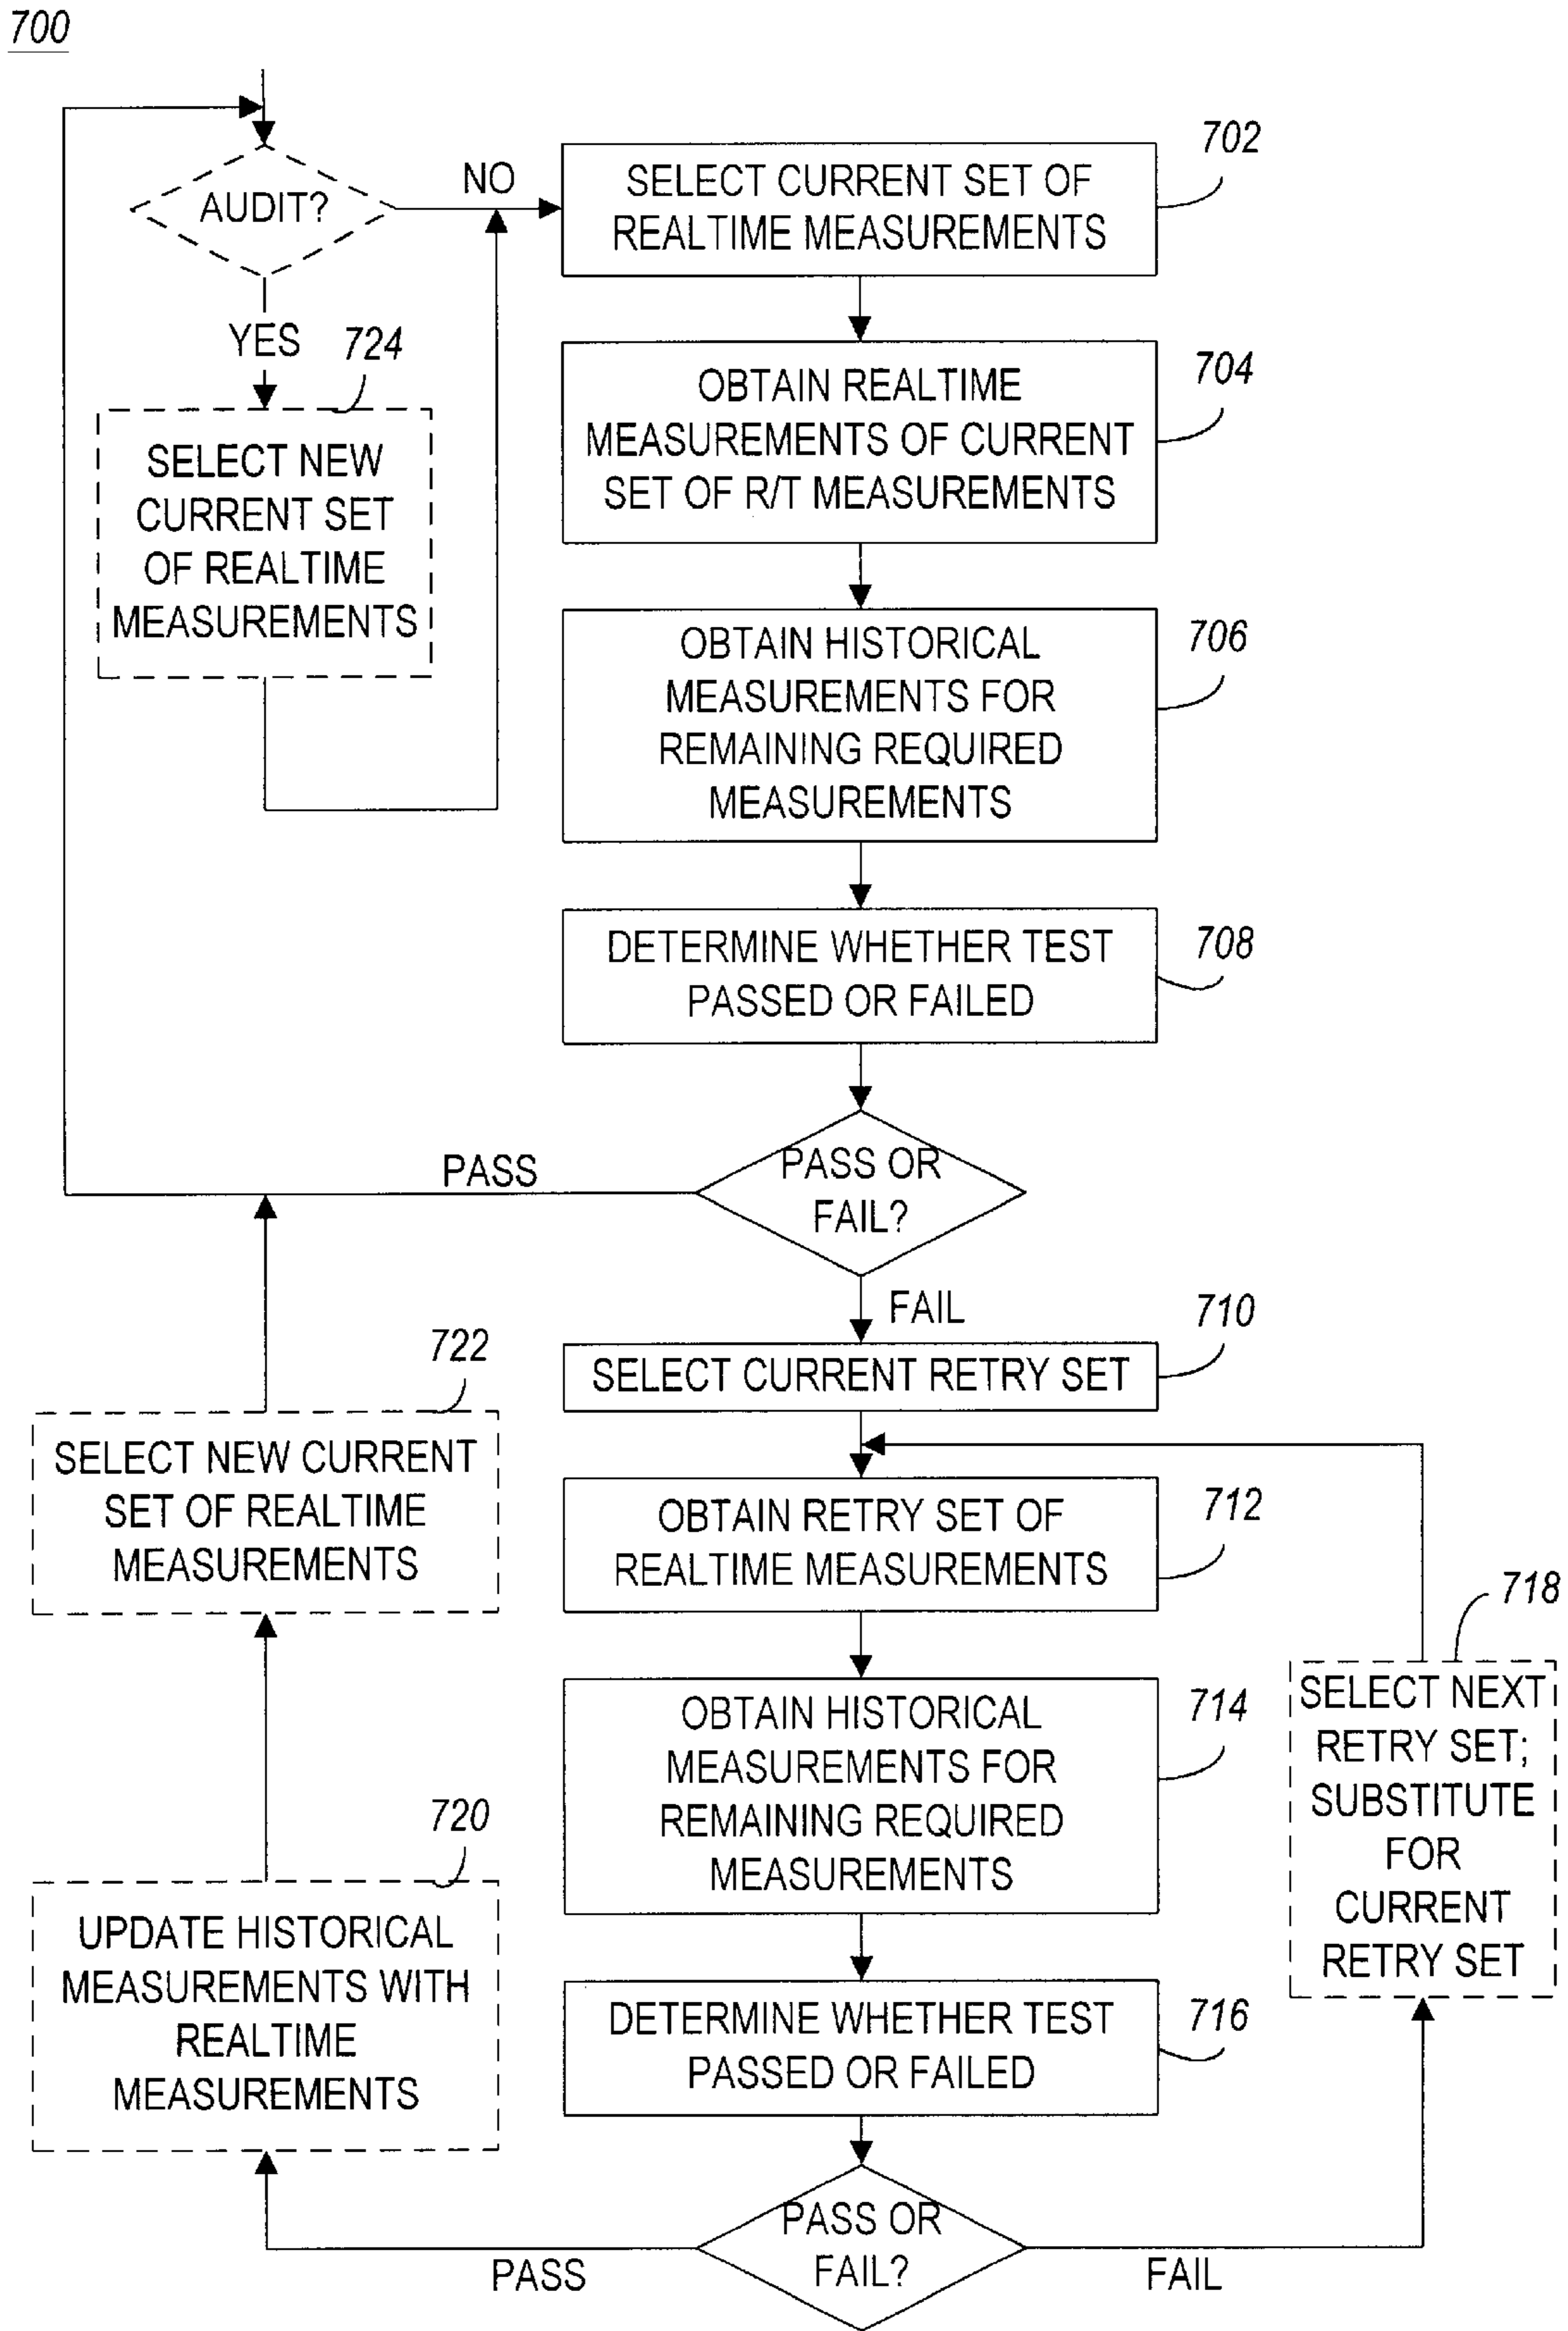 700
AUDIT?
NO
YES
724
SELECT NEW
CURRENT SET
OF REALTIME
MEASUREMENTS
702
SELECT CURRENT SET OF
REALTIME MEASUREMENTS
704
OBTAIN REALTIME
MEASUREMENTS OF CURRENT
SET OF R/T MEASUREMENTS
706
OBTAIN HISTORICAL
MEASUREMENTS FOR
REMAINING REQUIRED
MEASUREMENTS
708
DETERMINE WHETHER TEST
PASSED OR FAILED
PASS OR
FAIL?
PASS
FAIL
710
SELECT CURRENT RETRY SET
712
OBTAIN RETRY SET OF
REALTIME MEASUREMENTS
714
OBTAIN HISTORICAL
MEASUREMENTS FOR
REMAINING REQUIRED
MEASUREMENTS
716
DETERMINE WHETHER TEST
PASSED OR FAILED
PASS OR
FAIL?
PASS
FAIL
718
SELECT NEXT
RETRY SET;
SUBSTITUTE
FOR
CURRENT
RETRY SET
720
UPDATE HISTORICAL
MEASUREMENTS WITH
REALTIME
MEASUREMENTS
722
SELECT NEW CURRENT
SET OF REALTIME
MEASUREMENTS